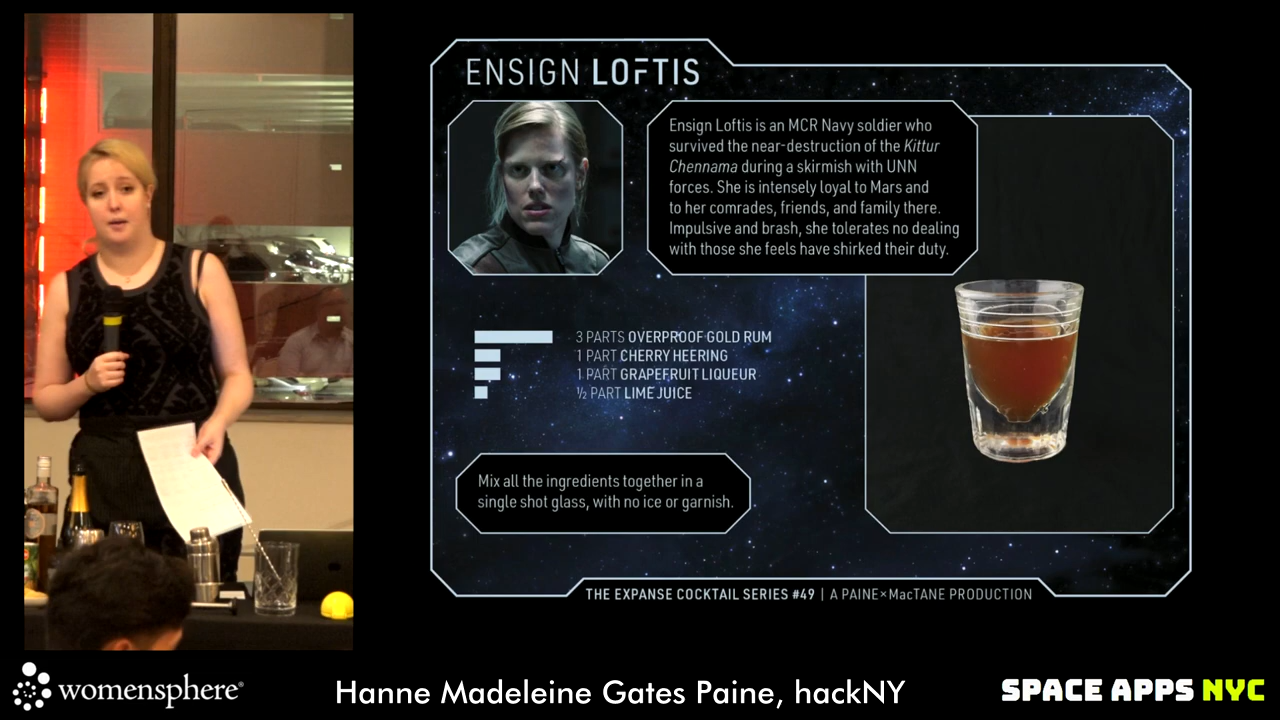 ENSIGN LOFTIS
Ensign Loftis is an MCR Navy soldier who
survived the near-destruction of the Kittur
Chennama during a skirmish with UNN
forces. She is intensely loyal to Mars and
to her comrades, friends, and family there.
Impulsive and brash, she tolerates no dealing
with those she feels have shirked their duty.
3 PARTS OVERPROOF GOLD RUM
1 PART CHERRY HEERING
1 PART GRAPEFRUIT LIQUEUR
½ PART LIME JUICE
Mix all the ingredients together in a
single shot glass, with no ice or garnish.
THE EXPANSE COCKTAIL SERIES #49 | A PAINE×MacTANE PRODUCTION
womensphere®
Hanne Madeleine Gates Paine, hackNY
SPACE APPS NYC